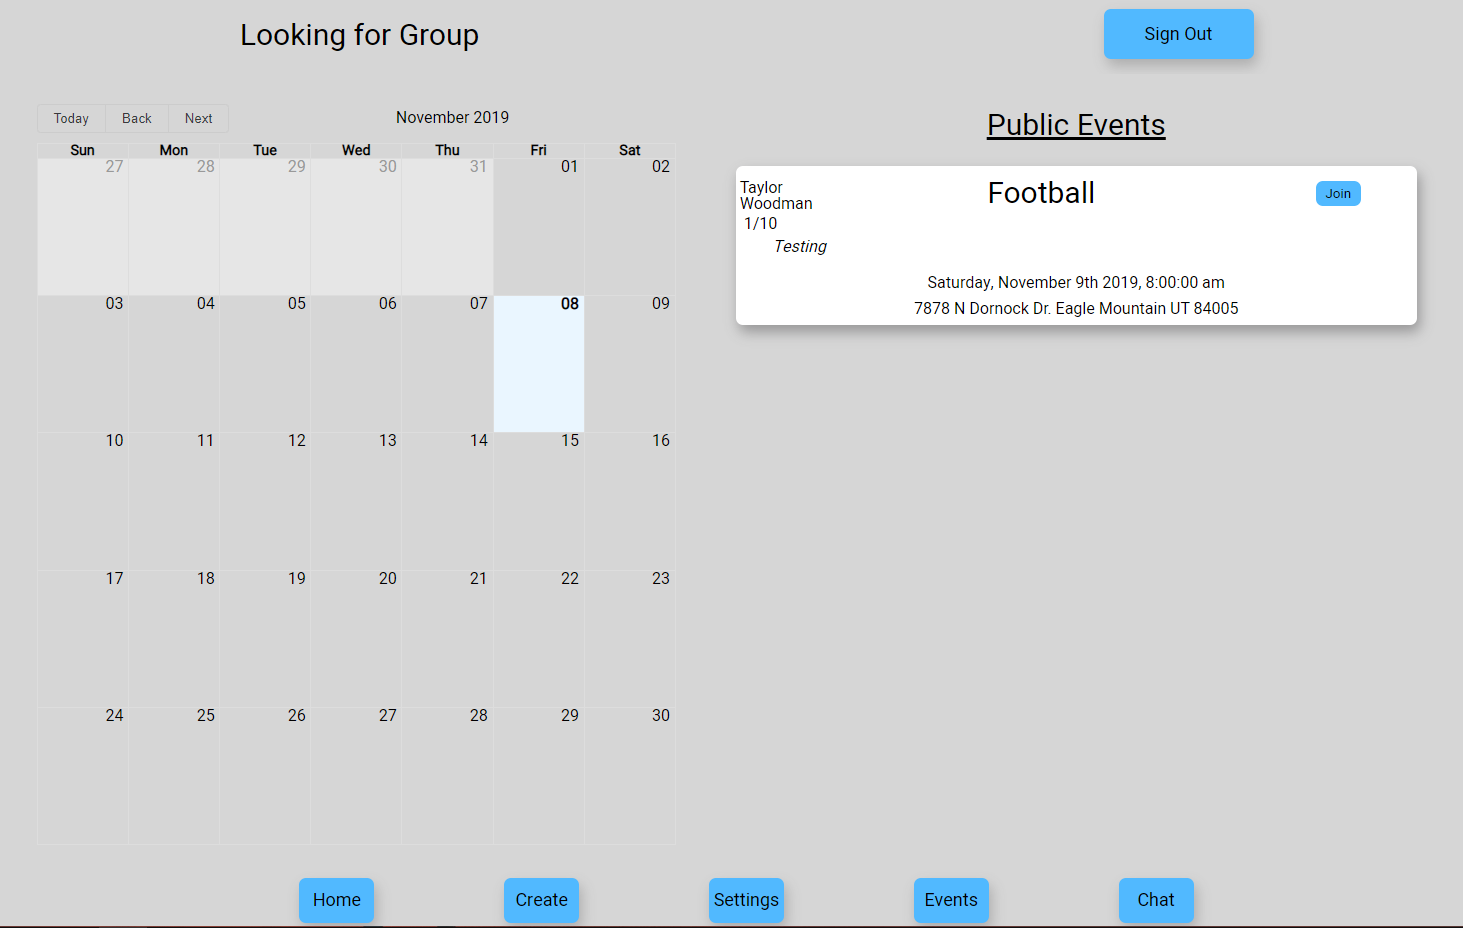 Looking for Group
Sign Out
Today Back Next
November 2019
Sun Mon Tue Wed Thu Fri Sat
27 28 29 30 31 01 02
03 04 05 06 07 08 09
10 11 12 13 14 15 16
17 18 19 20 21 22 23
24 25 26 27 28 29 30
Public Events
Taylor
Woodman
Football
Join
1/10
Testing
Saturday, November 9th 2019, 8:00:00 am
7878 N Dornock Dr. Eagle Mountain UT 84005
Home Create Settings Events Chat